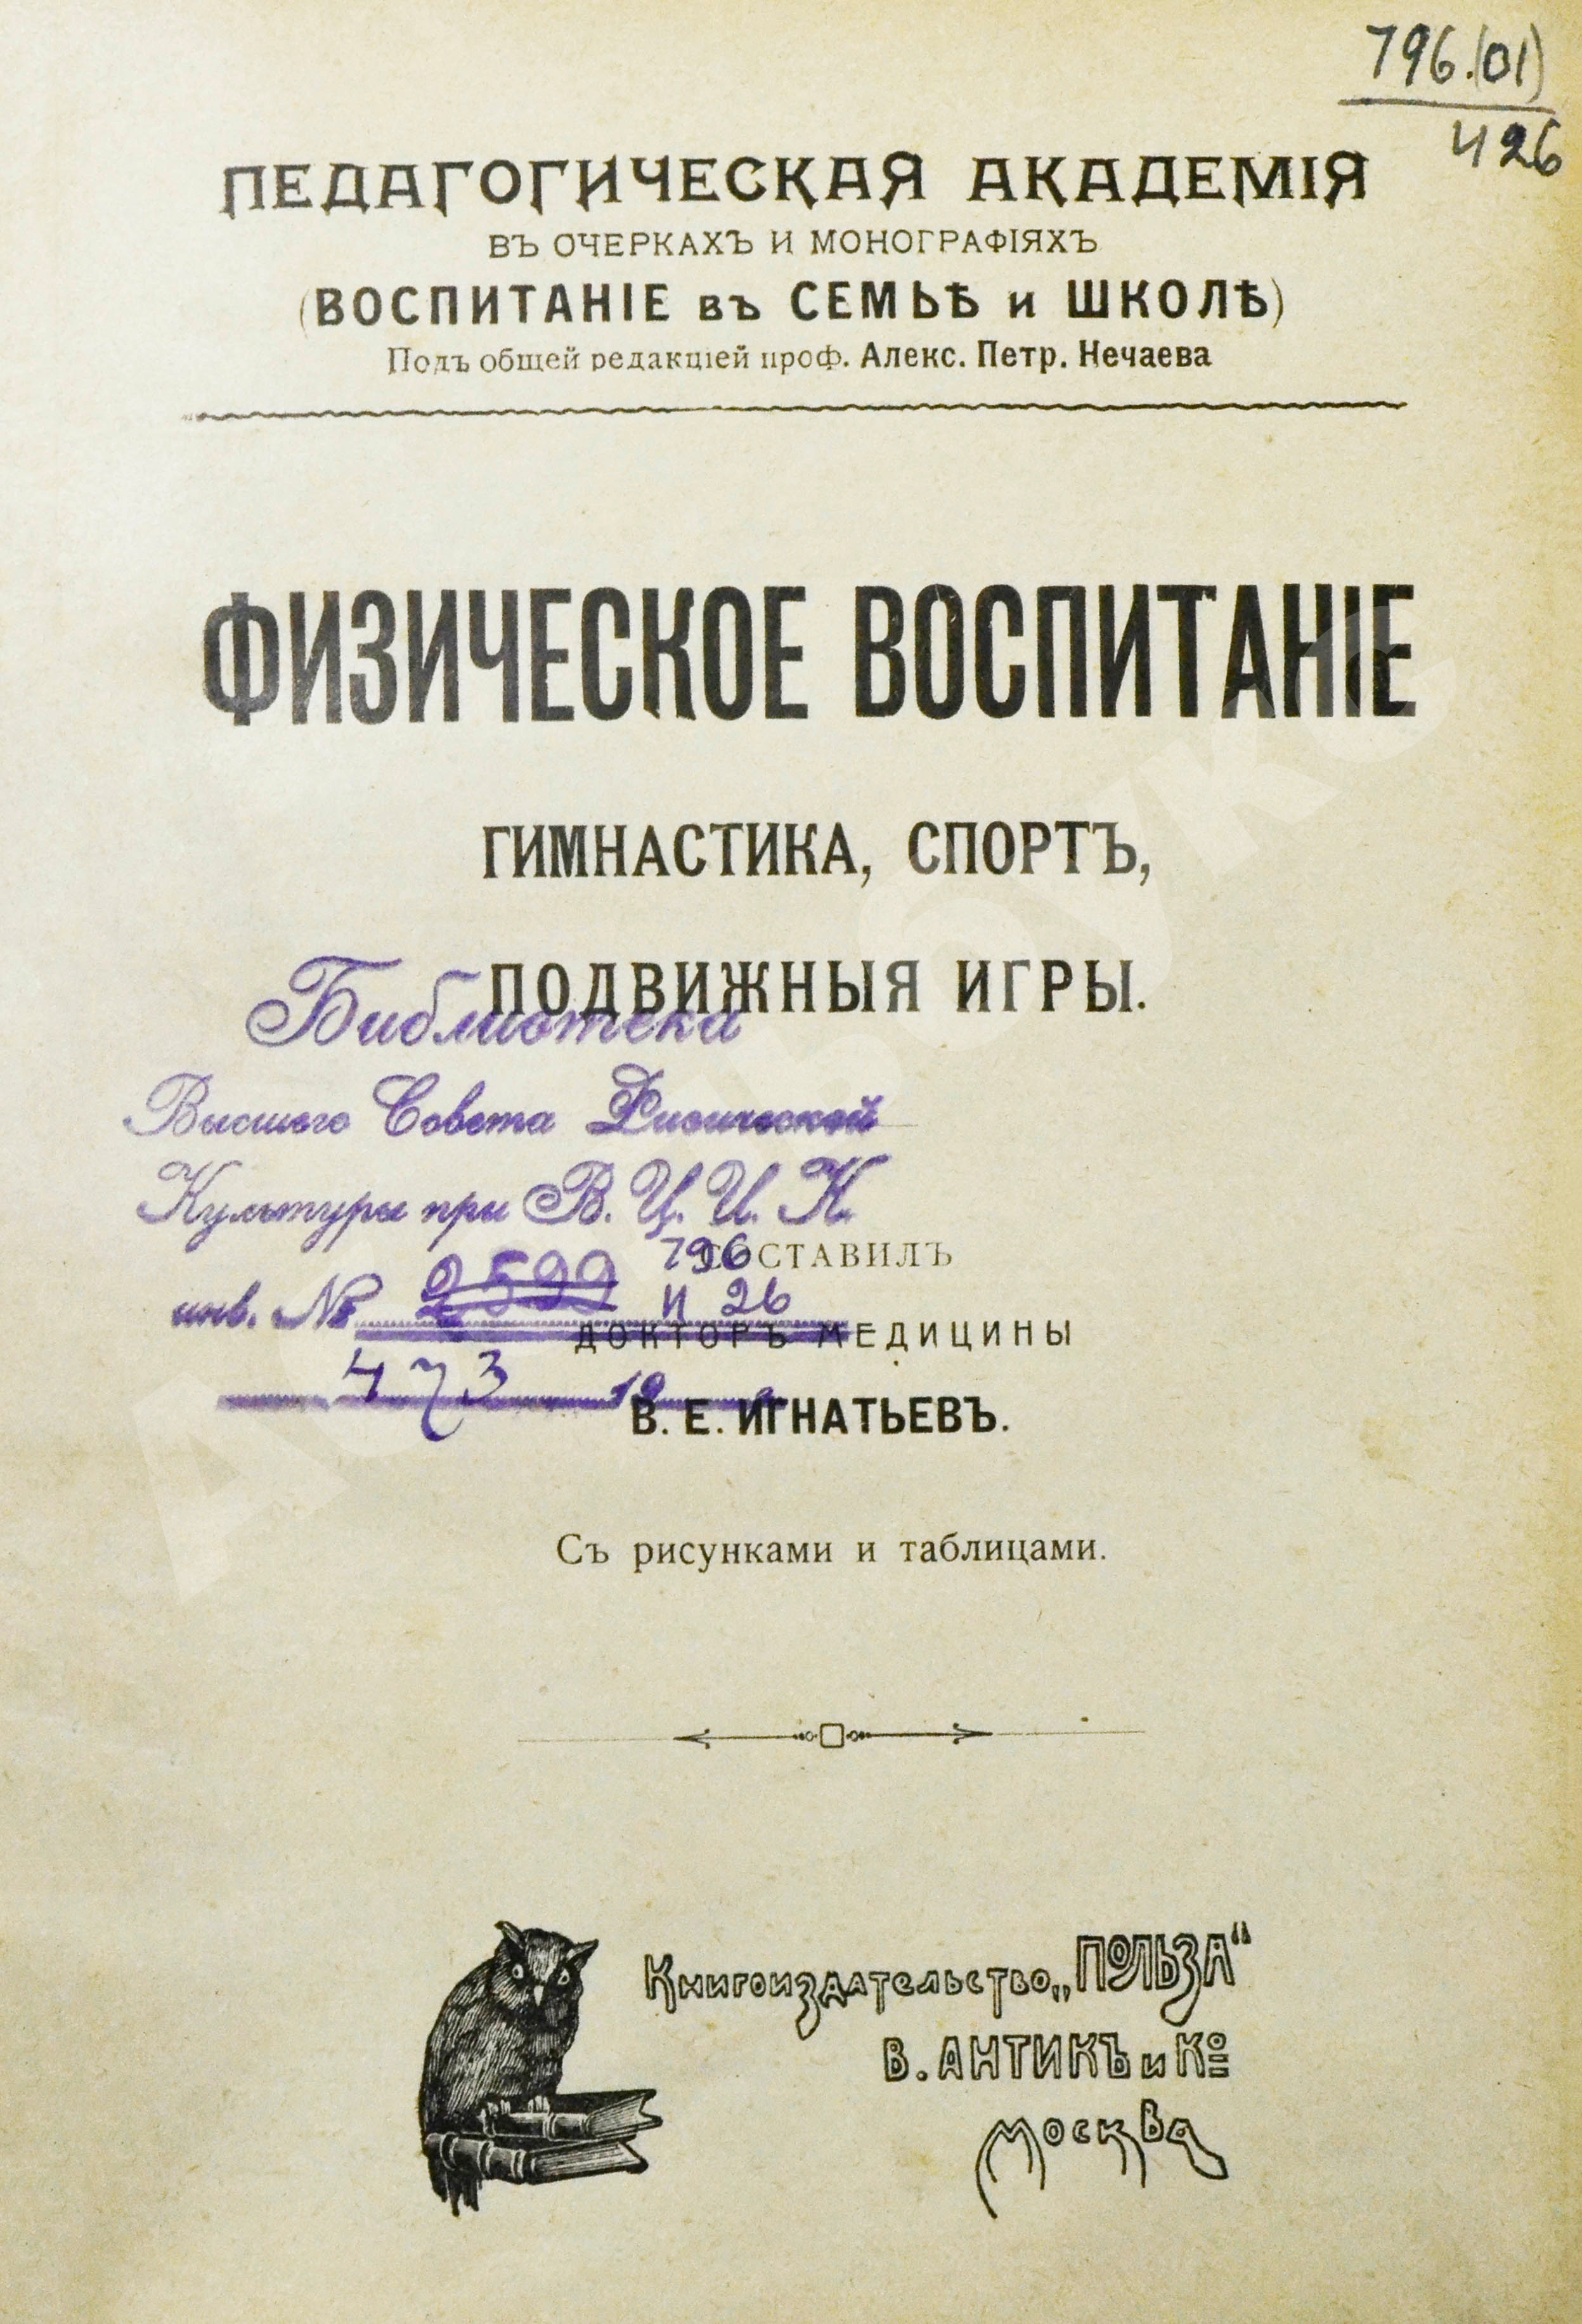 796.(01)
И26
ПЕДАГОГИЧЕСКАЯ АКАДЕМІЯ
ВЪ ОЧЕРКАХЪ И МОНОГРАФІЯХЪ
(ВОСПИТАНІЕ въ СЕМЬѢ и ШКОЛѢ)
Подъ общей редакціей проф. Алекс. Петр. Нечаева
ФИЗИЧЕСКОЕ ВОСПИТАНІЕ
ГИМНАСТИКА, СПОРТЪ,
ПОДВИЖНЫЯ ИГРЫ.
Библиотека
Высшего Совета Физической
Культуры при В. Ц. И. К.
796
СОСТАВИЛЪ
инв. № 2599 И 26
ДОКТОРЪ МЕДИЦИНЫ
473
В. Е. ИГНАТЬЕВЪ.
Съ рисунками и таблицами.
Книгоиздательство „ПОЛЬЗА“
В. АНТИКЪ и Ко
Москва